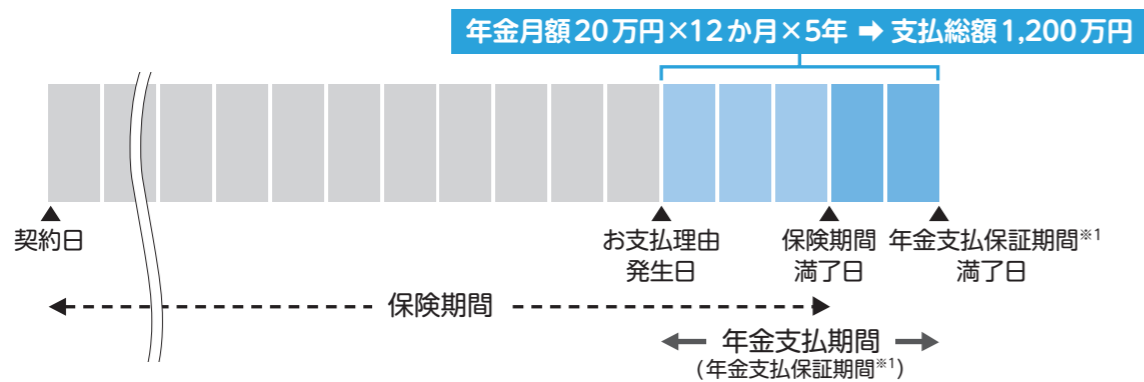 年金月額20万円×12か月×5年 ➡ 支払総額1,200万円
契約日
お支払理由
発生日
保険期間
満了日
年金支払保証期間※1
満了日
保険期間
年金支払期間
(年金支払保証期間※1)